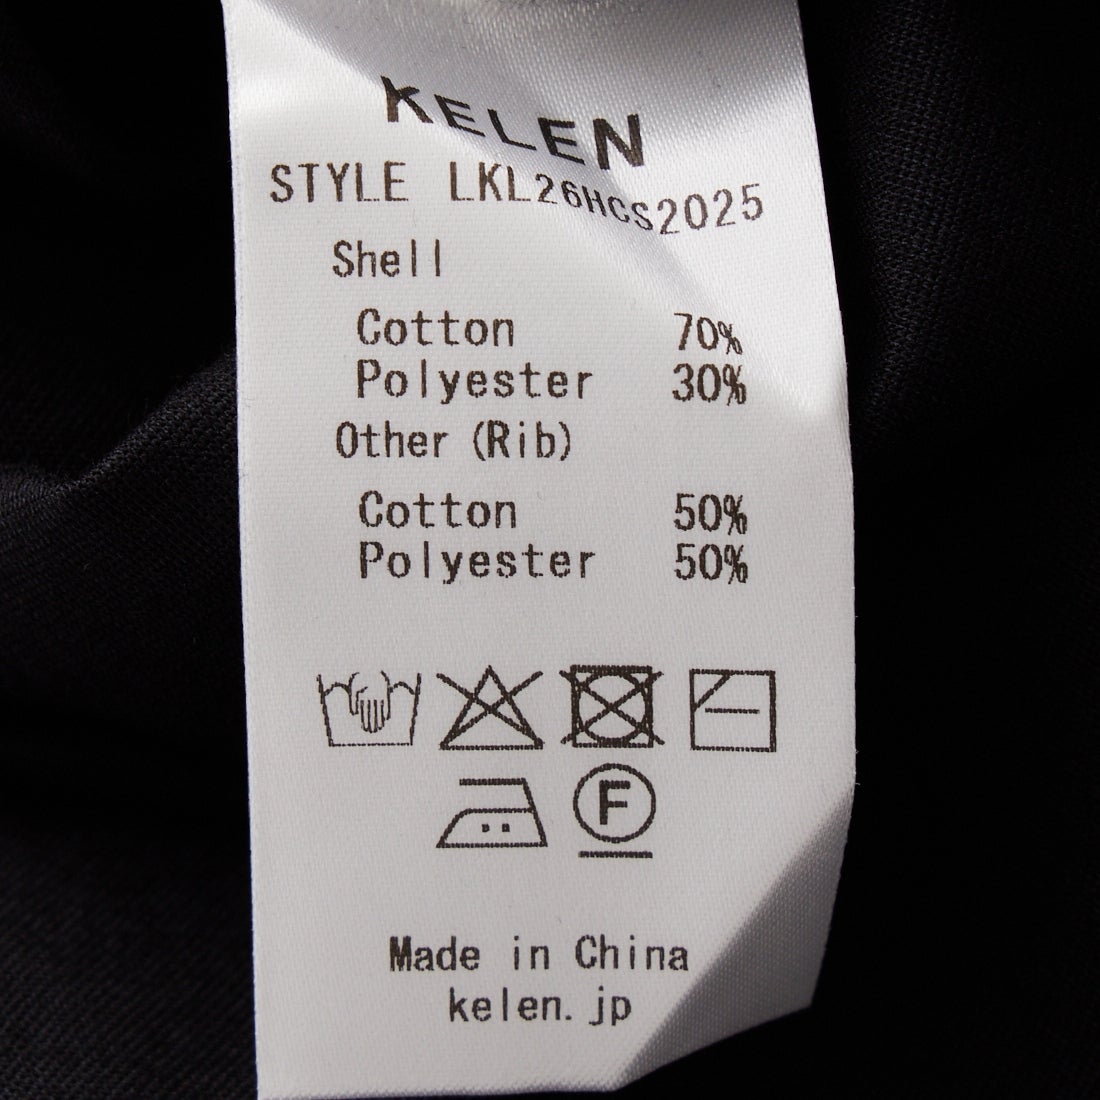 KELEN
STYLE LKL26HCS2025
Shell
Cotton 70%
Polyester 30%
Other (Rib)
Cotton 50%
Polyester 50%
F
Made in China
kelen.jp